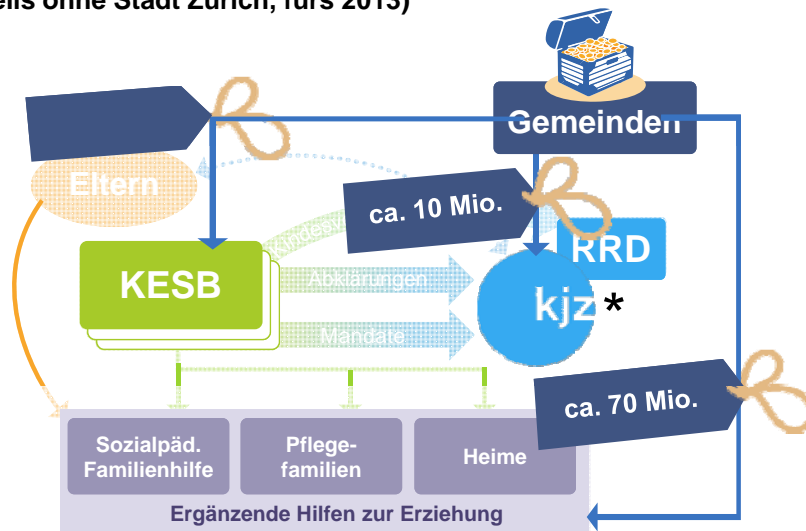 ells ohne Stadt Zürich, fürs 2013)
Gemeinden
Eltern
ca. 10 Mio.
RRD
KESB
Abklärungen
kjz *
Mandate
ca. 70 Mio.
Sozialpäd.
Familienhilfe
Pflege-
familien
Heime
Ergänzende Hilfen zur Erziehung